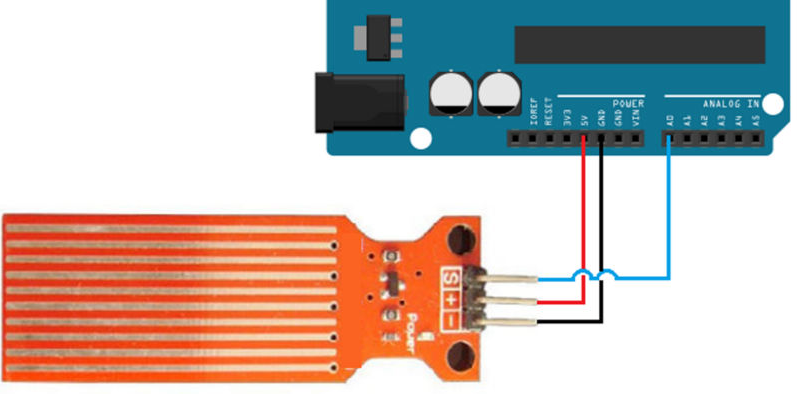 POWER
ANALOG IN
IOREF
RESET
3V3
5V
GND
GND
VIN
A0
A1
A2
A3
A4
A5
S
+
-
Power